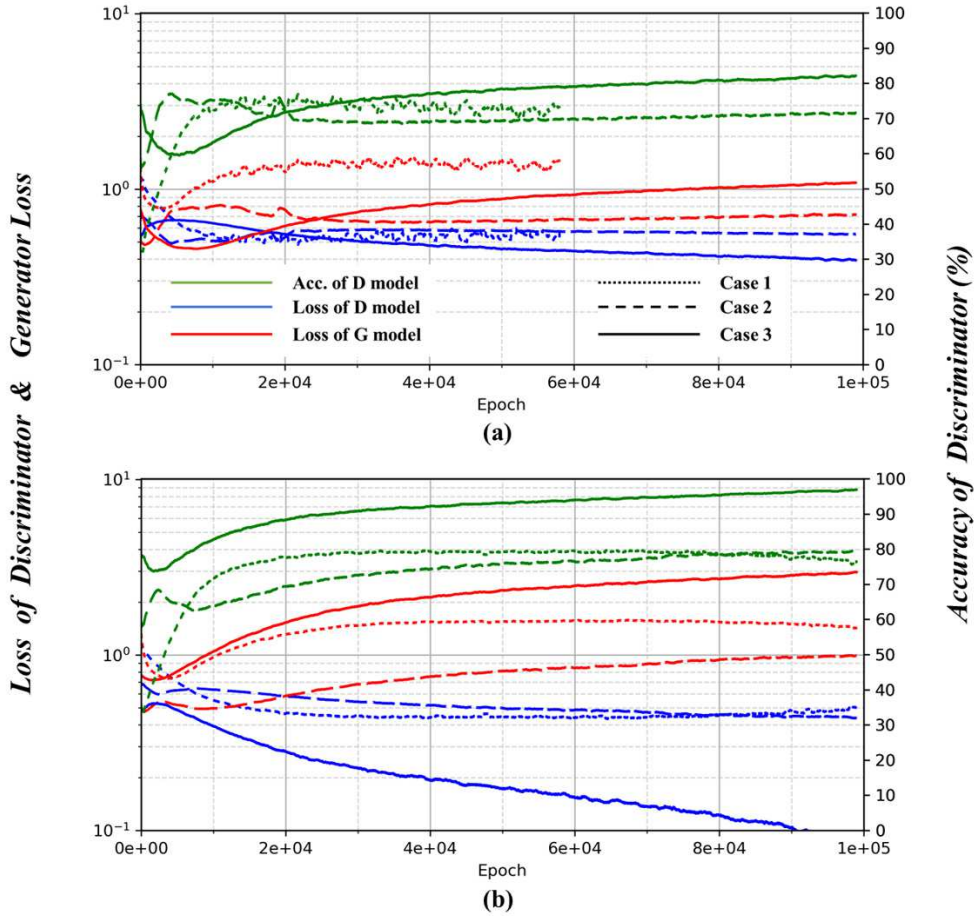 Loss of Discriminator & Generator Loss
Accuracy of Discriminator (%)
10¹
10⁰
10⁻¹
100
90
80
70
60
50
40
30
20
10
0
Acc. of D model
Loss of D model
Loss of G model
Case 1
Case 2
Case 3
0e+00 2e+04 4e+04 6e+04 8e+04 1e+05
Epoch
(a)
10¹
10⁰
10⁻¹
100
90
80
70
60
50
40
30
20
10
0
0e+00 2e+04 4e+04 6e+04 8e+04 1e+05
Epoch
(b)